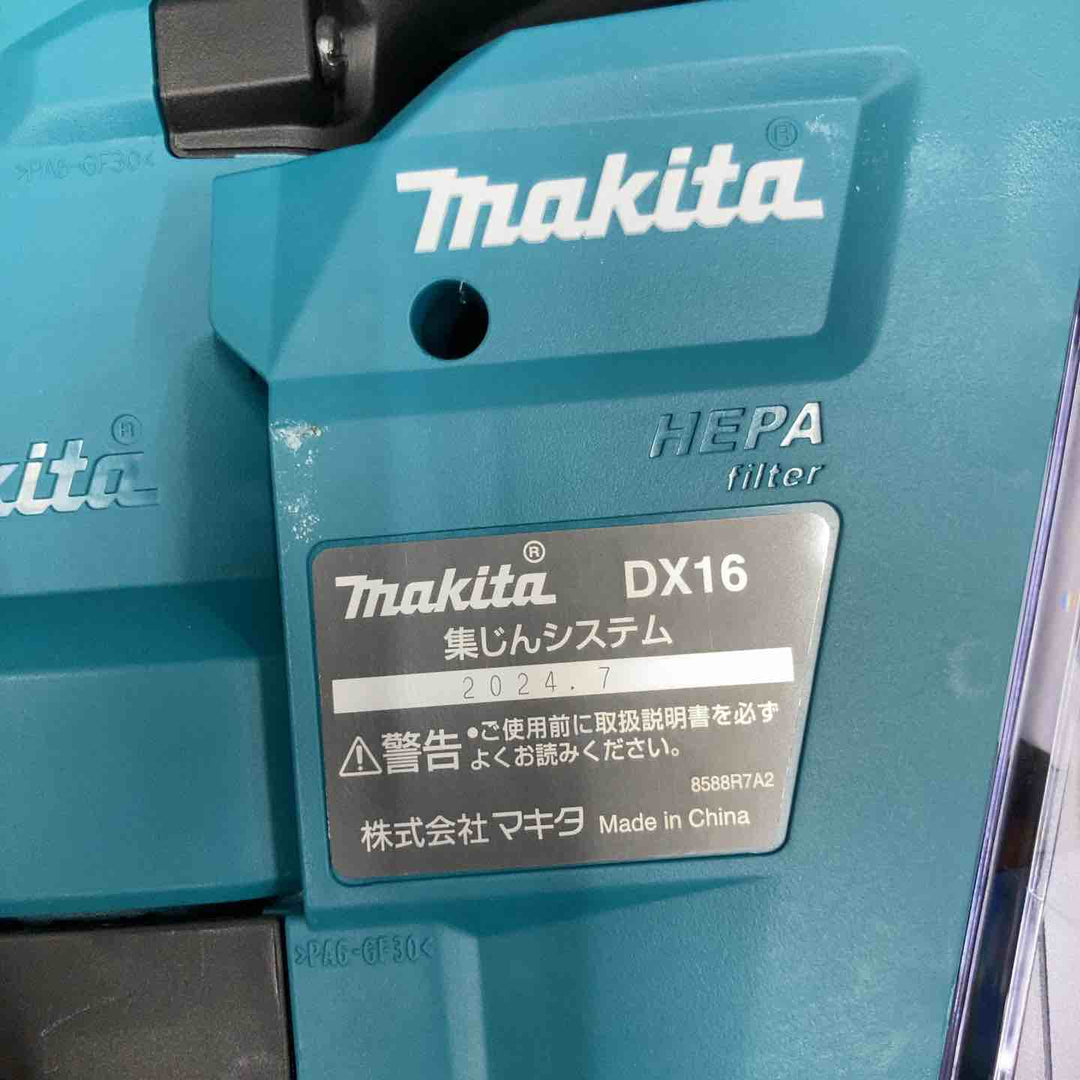 >PA6-GF30<
makita®
kita®
HEPA
filter
makita® DX16
集じんシステム
2024.7
⚠警告 •ご使用前に取扱説明書を必ず
よくお読みください。
8588R7A2
株式会社マキタ Made in China
>PA6-GF30<